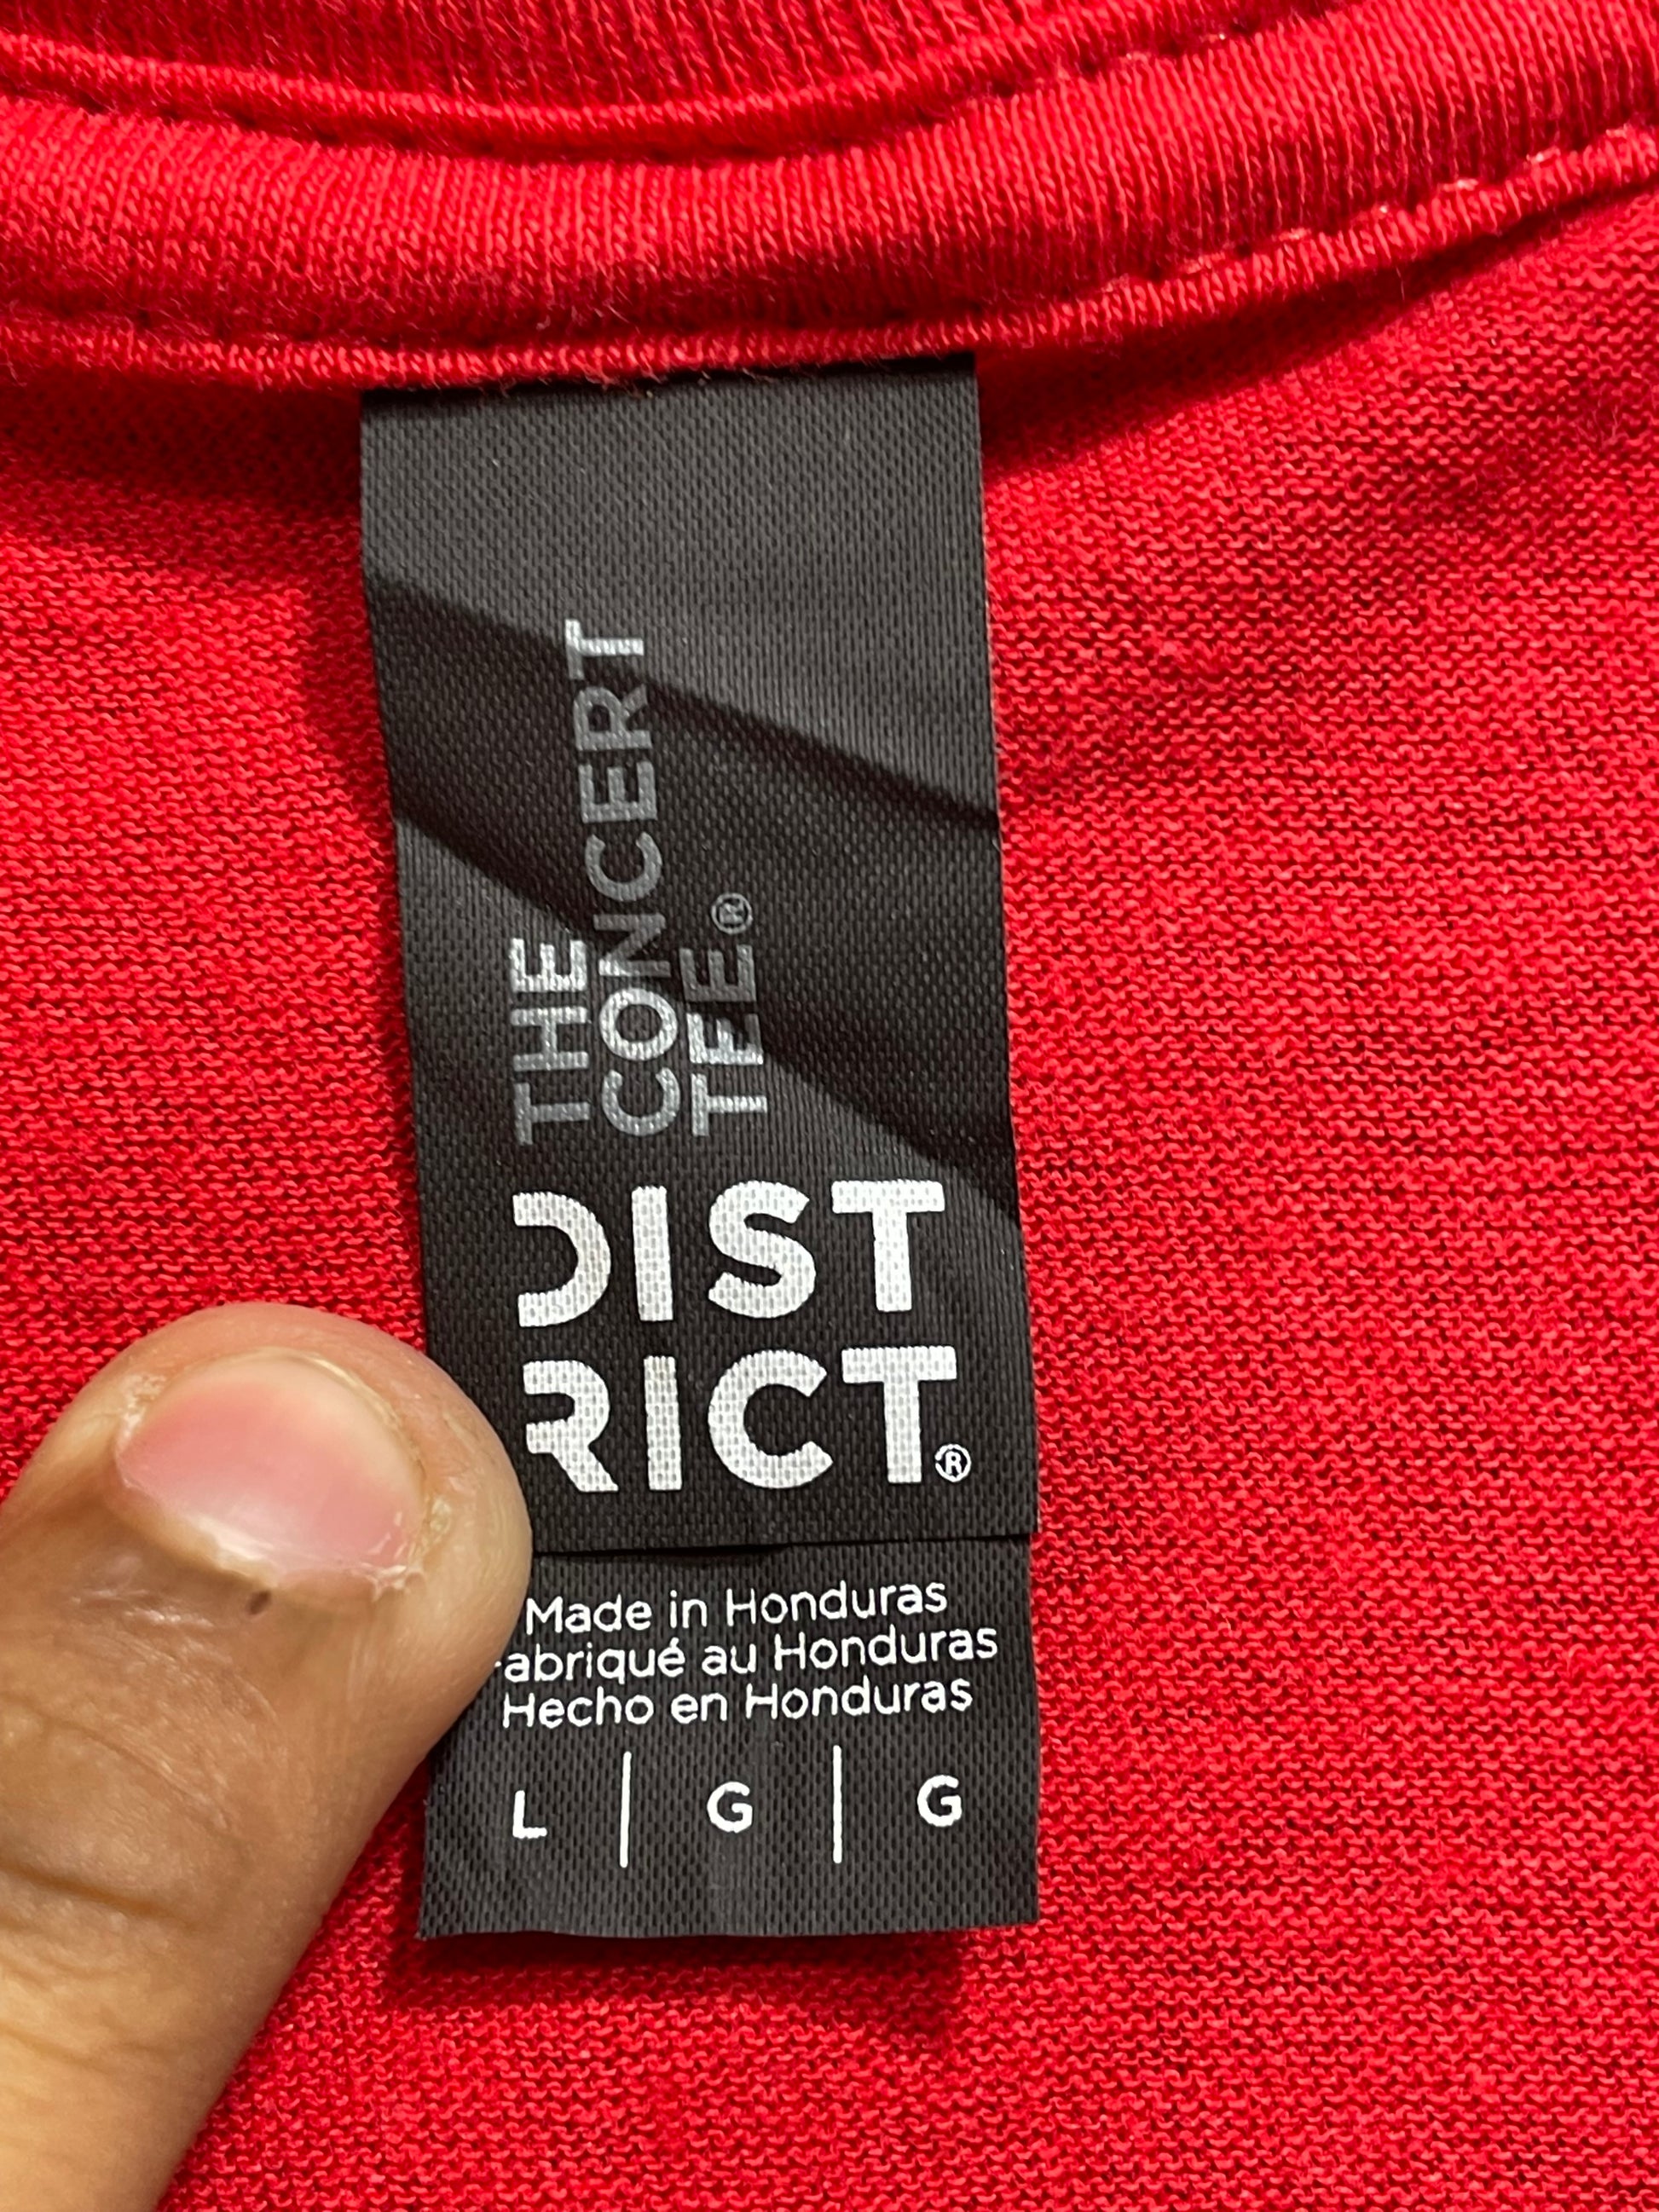 THE
CONCERT
TEE®
DIST
RICT®
Made in Honduras
abriqué au Honduras
Hecho en Honduras
L | G | G